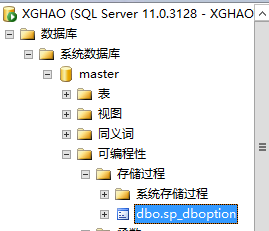 XGHAO (SQL Server 11.0.3128 - XGHAO
数据库
系统数据库
master
表
视图
同义词
可编程性
存储过程
系统存储过程
dbo.sp_dboption
函数